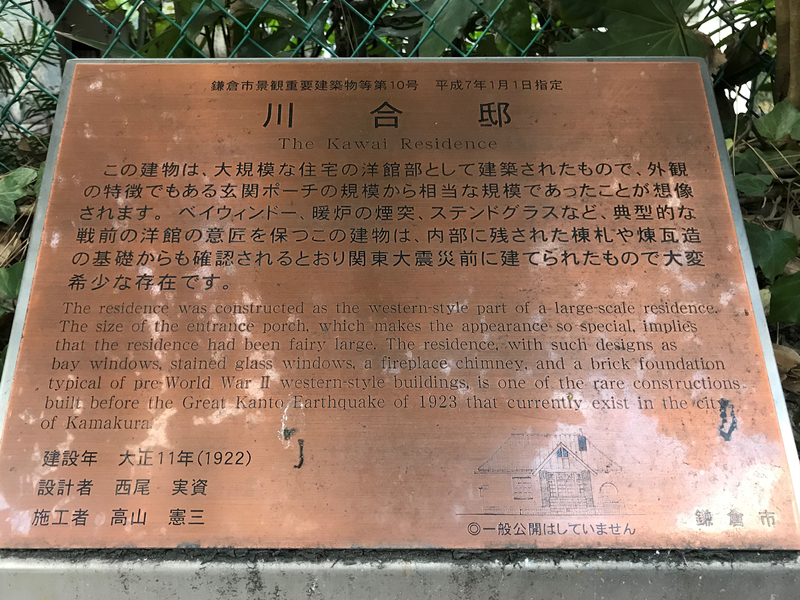 鎌倉市景観重要建築物等第10号　平成7年1月1日指定
川合邸
The Kawai Residence
この建物は、大規模な住宅の洋館部として建築されたもので、外観
の特徴でもある玄関ポーチの規模から相当な規模であったことが想像
されます。ベイウィンドー、暖炉の煙突、ステンドグラスなど、典型的な
戦前の洋館の意匠を保つこの建物は、内部に残された棟札や煉瓦造
の基礎からも確認されるとおり関東大震災前に建てられたもので大変
希少な存在です。
The residence was constructed as the western-style part of a large-scale residence.
The size of the entrance porch, which makes the appearance so special, implies
that the residence had been fairy large. The residence, with such designs as
bay windows, stained glass windows, a fireplace chimney, and a brick foundation
typical of pre-World War Ⅱ western-style buildings, is one of the rare constructions
built before the Great Kanto Earthquake of 1923 that currently exist in the city
of Kamakura.
建設年　大正11年(1922)
設計者　西尾　実資
施工者　高山　憲三
◎一般公開はしていません
鎌倉市